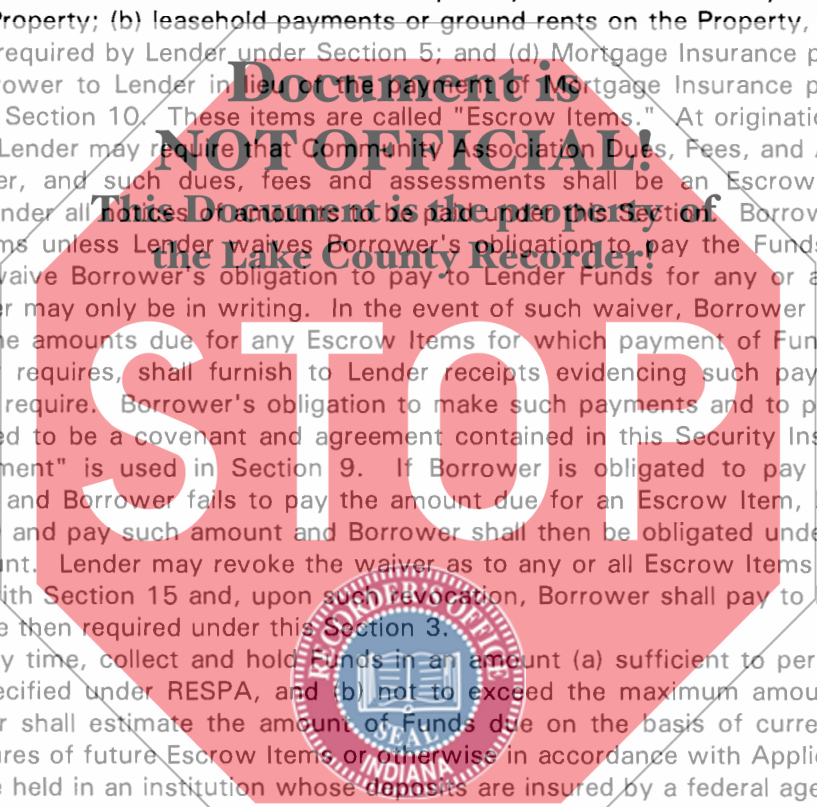 Property; (b) leasehold payments or ground rents on the Property,
required by Lender under Section 5; and (d) Mortgage Insurance p
rower to Lender in lieu of the payment of Mortgage Insurance p
Document is
Section 10. These items are called "Escrow Items." At originatio
Lender may require that Community Association Dues, Fees, and A
NOT OFFICIAL!
er, and such dues, fees and assessments shall be an Escrow
nder all notices of amounts to be paid under this Section. Borrow
This Document is the property of
ms unless Lender waives Borrower's obligation to pay the Funds
the Lake County Recorder!
vaive Borrower's obligation to pay to Lender Funds for any or a
r may only be in writing. In the event of such waiver, Borrower
e amounts due for any Escrow Items for which payment of Fun
requires, shall furnish to Lender receipts evidencing such pay
require. Borrower's obligation to make such payments and to p
STOP
ed to be a covenant and agreement contained in this Security Ins
ment" is used in Section 9. If Borrower is obligated to pay
and Borrower fails to pay the amount due for an Escrow Item,
and pay such amount and Borrower shall then be obligated unde
unt. Lender may revoke the waiver as to any or all Escrow Items
ith Section 15 and, upon such revocation, Borrower shall pay to
e then required under this Section 3.
RECORDER'S OFFICE
y time, collect and hold Funds in an amount (a) sufficient to per
ecified under RESPA, and (b) not to exceed the maximum amou
r shall estimate the amount of Funds due on the basis of curre
SEAL
ures of future Escrow Items or otherwise in accordance with Applic
INDIANA
e held in an institution whose deposits are insured by a federal age